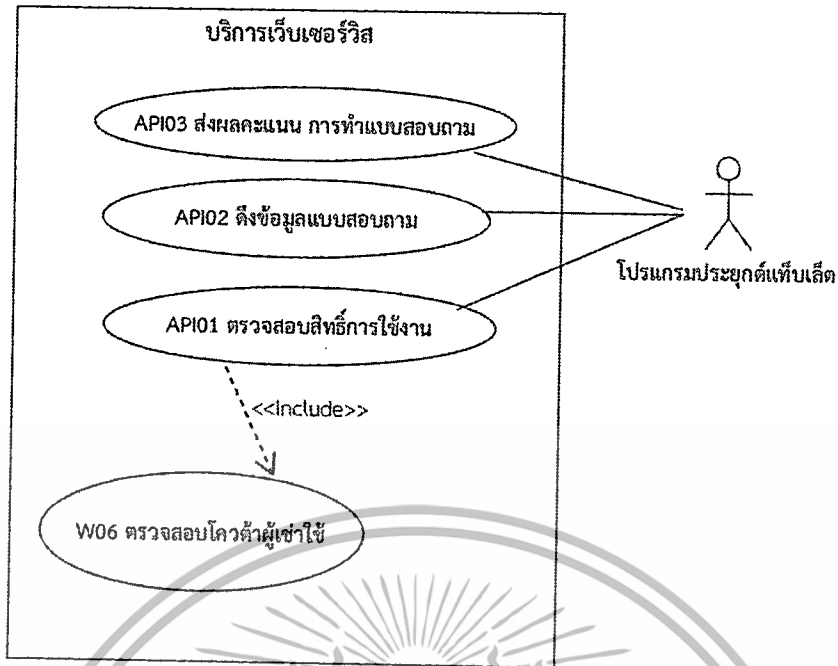 บริการเว็บเซอร์วิส
API03 ส่งผลคะแนน การทำแบบสอบถาม
API02 ดึงข้อมูลแบบสอบถาม
โปรแกรมประยุกต์แท็บเล็ต
API01 ตรวจสอบสิทธิ์การใช้งาน
<<include>>
W06 ตรวจสอบโควต้าผู้เช่าใช้